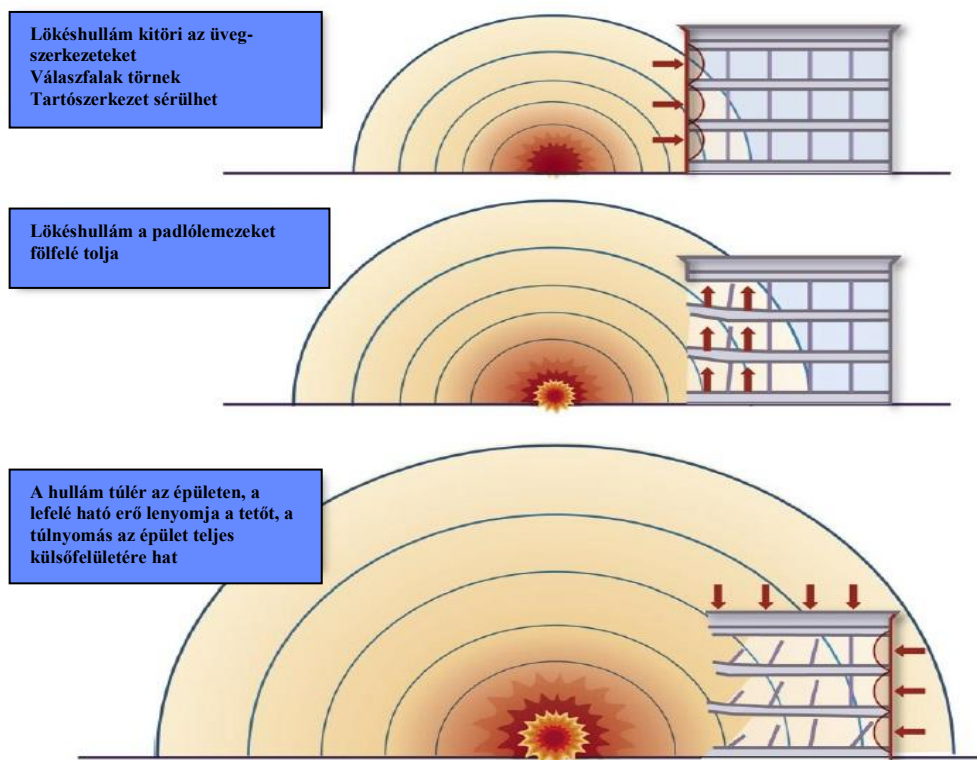 Lökéshullám kitöri az üveg-
szerkezeteket
Válaszfalak törnek
Tartószerkezet sérülhet
Lökéshullám a padlólemezeket
fölfelé tolja
A hullám túlér az épületen, a
lefelé ható erő lenyomja a tetőt, a
túlnyomás az épület teljes
külsőfelületére hat